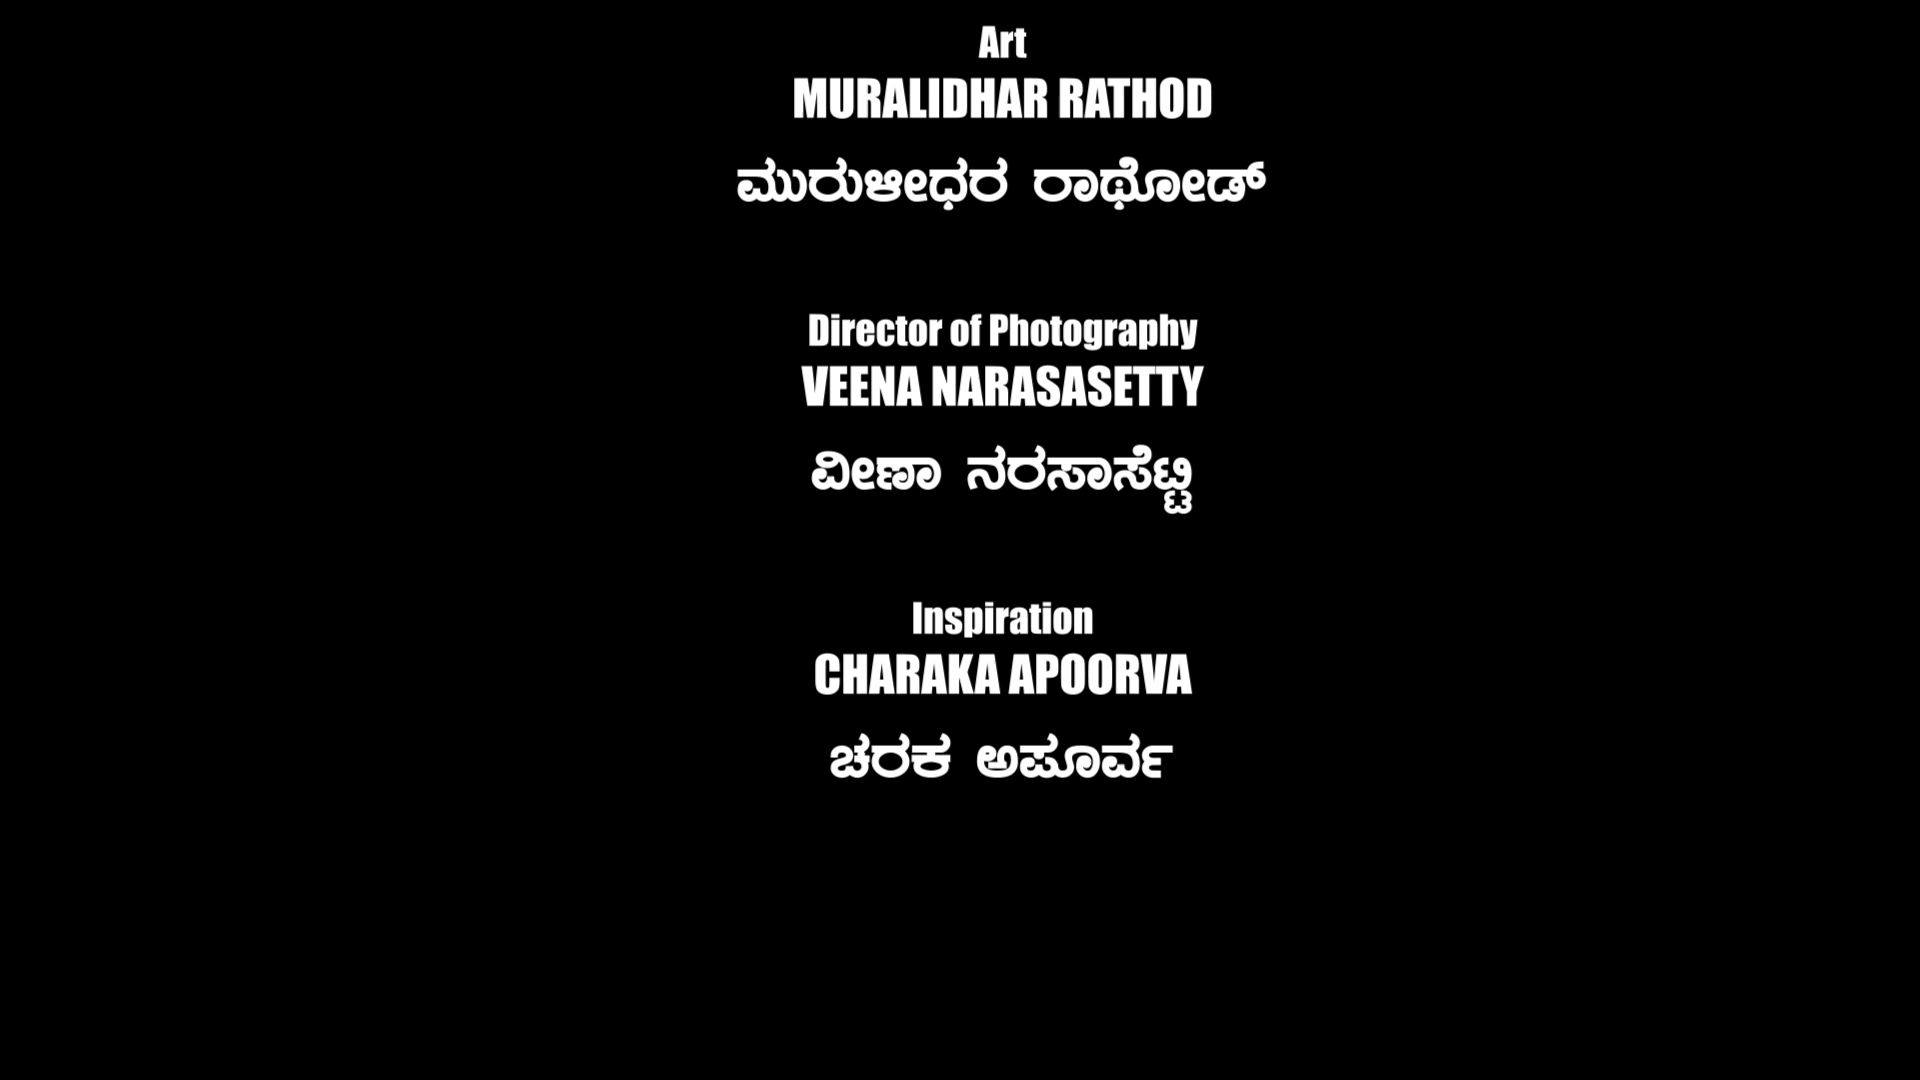 Art
MURALIDHAR RATHOD
ಮುರುಳೀಧರ ರಾಥೋಡ್
Director of Photography
VEENA NARASASETTY
ವೀಣಾ ನರಸಾಸೆಟ್ಟಿ
Inspiration
CHARAKA APOORVA
ಚರಕ ಅಪೂರ್ವ